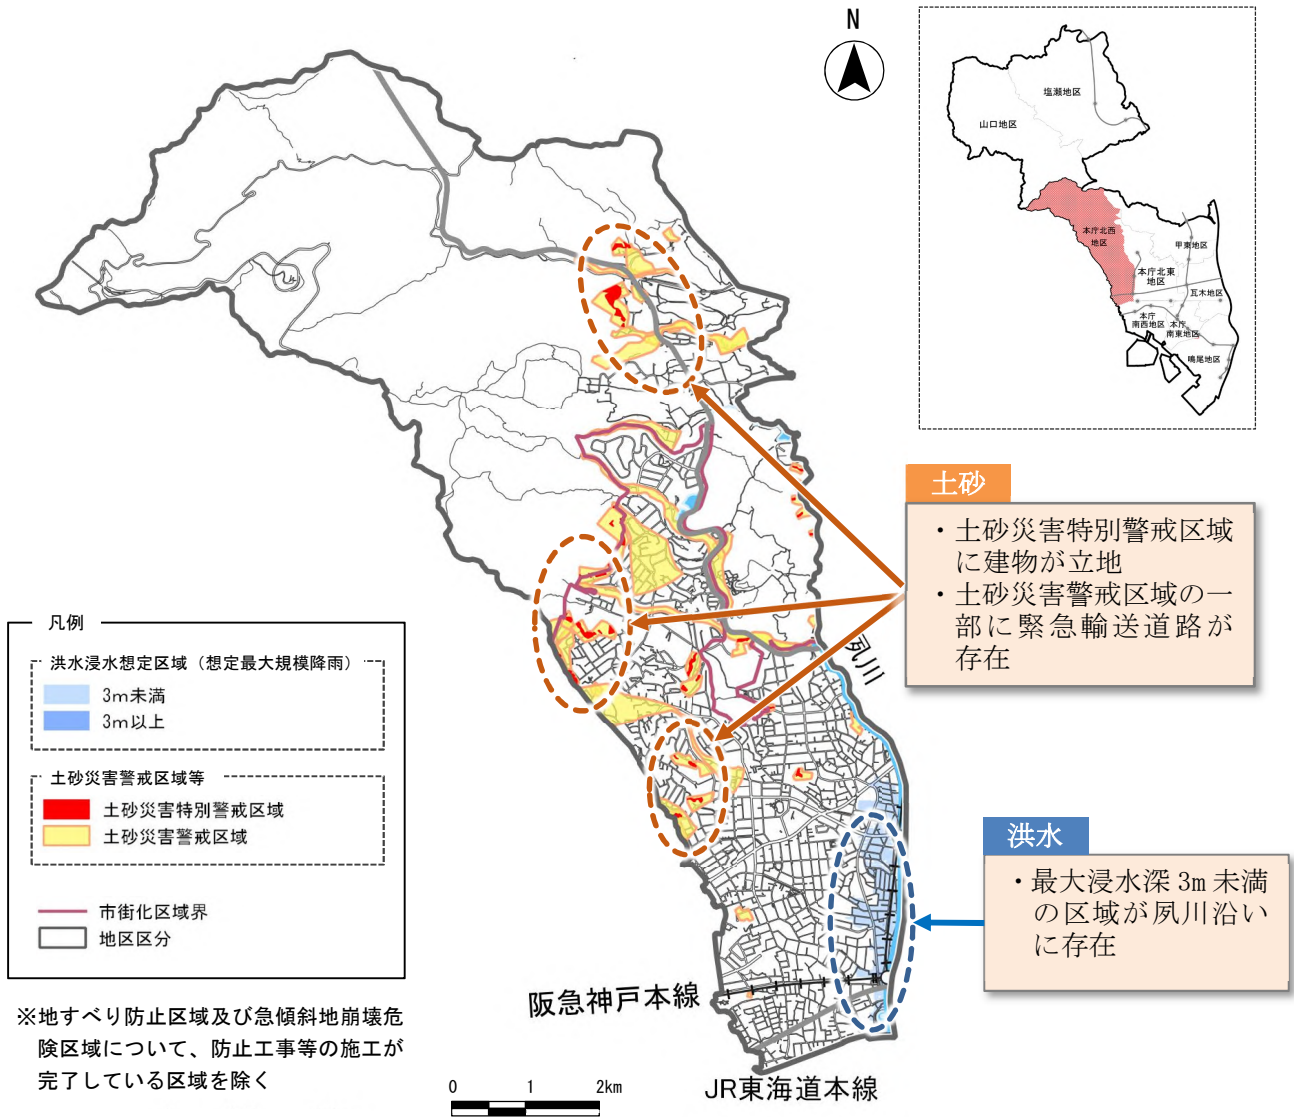 N
塩瀬地区
山口地区
本庁北西
地区
甲東地区
本庁北東
地区
瓦木地区
本庁
南西地区
本庁
南東地区
鳴尾地区
土砂
・土砂災害特別警戒区域
に建物が立地
・土砂災害警戒区域の一
部に緊急輸送道路が
存在
夙川
凡例
洪水浸水想定区域（想定最大規模降雨）
3m未満
3m以上
土砂災害警戒区域等
土砂災害特別警戒区域
土砂災害警戒区域
市街化区域界
地区区分
洪水
・最大浸水深 3m 未満
の区域が夙川沿い
に存在
阪急神戸本線
JR東海道本線
※地すべり防止区域及び急傾斜地崩壊危
険区域について、防止工事等の施工が
完了している区域を除く
0 1 2km